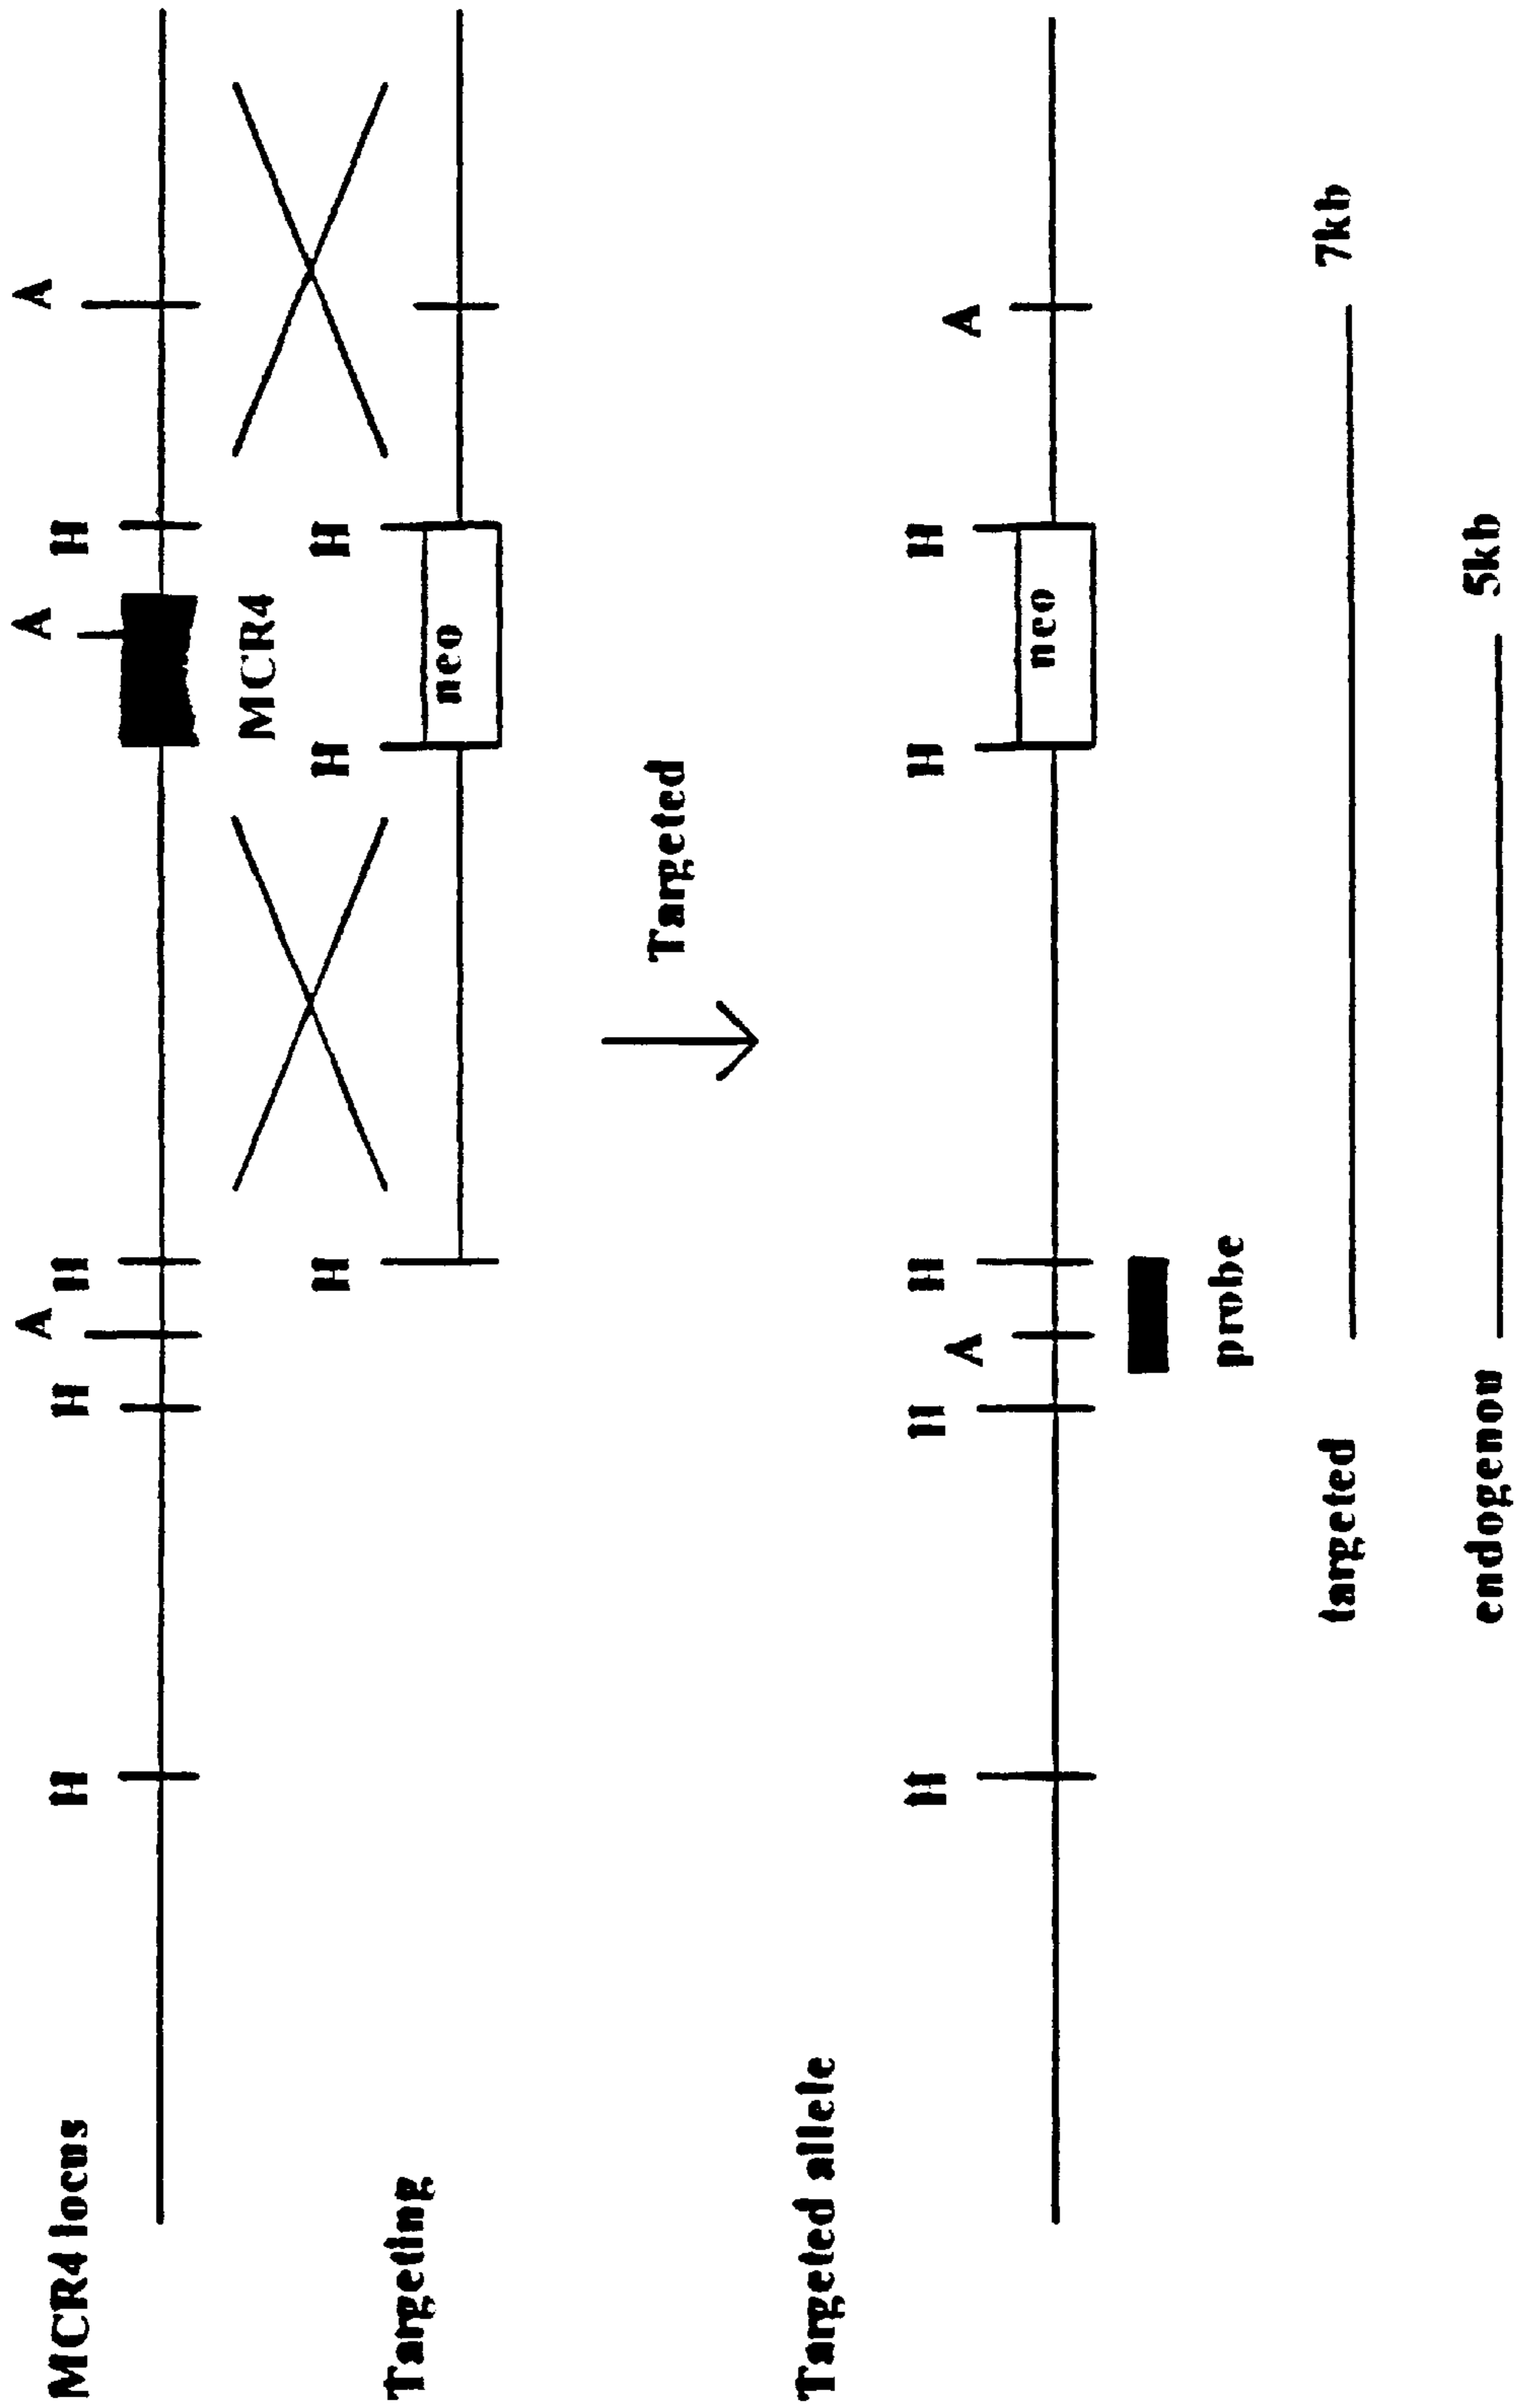 A A A
MCR4 locus H H H H
MCR4
H H H
Targeting neo
Targeted
Targeted allele
H H H H H
A A
neo
probe
targeted 7kb
endogenou 5kb